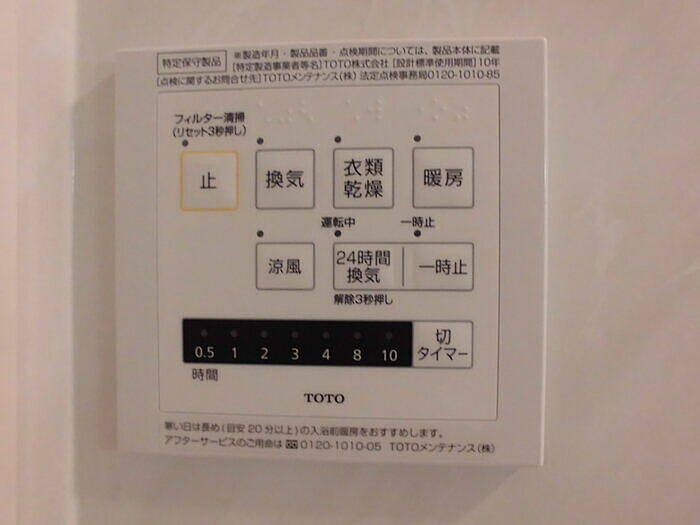 特定保守製品
※製造年月・製品品番・点検期間については、製品本体に記載
[特定製造事業者等名]TOTO株式会社 [設計標準使用期間]10年
[点検に関するお問合せ先]TOTOメンテナンス(株) 法定点検事務局0120-1010-85
フィルター清掃
(リセット3秒押し)
止
換気
衣類
乾燥
暖房
運転中
一時止
涼風
24時間
換気
一時止
解除3秒押し
0.5 1 2 3 4 8 10
切
タイマー
時間
TOTO
寒い日は長め(目安20分以上)の入浴前暖房をおすすめします。
アフターサービスのご用命は 0120-1010-05 TOTOメンテナンス(株)